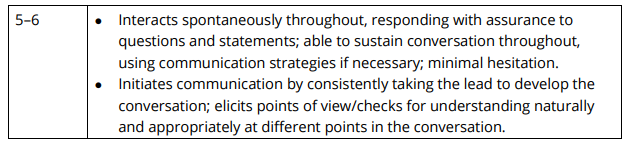 5–6
• Interacts spontaneously throughout, responding with assurance to
questions and statements; able to sustain conversation throughout,
using communication strategies if necessary; minimal hesitation.
• Initiates communication by consistently taking the lead to develop the
conversation; elicits points of view/checks for understanding naturally
and appropriately at different points in the conversation.